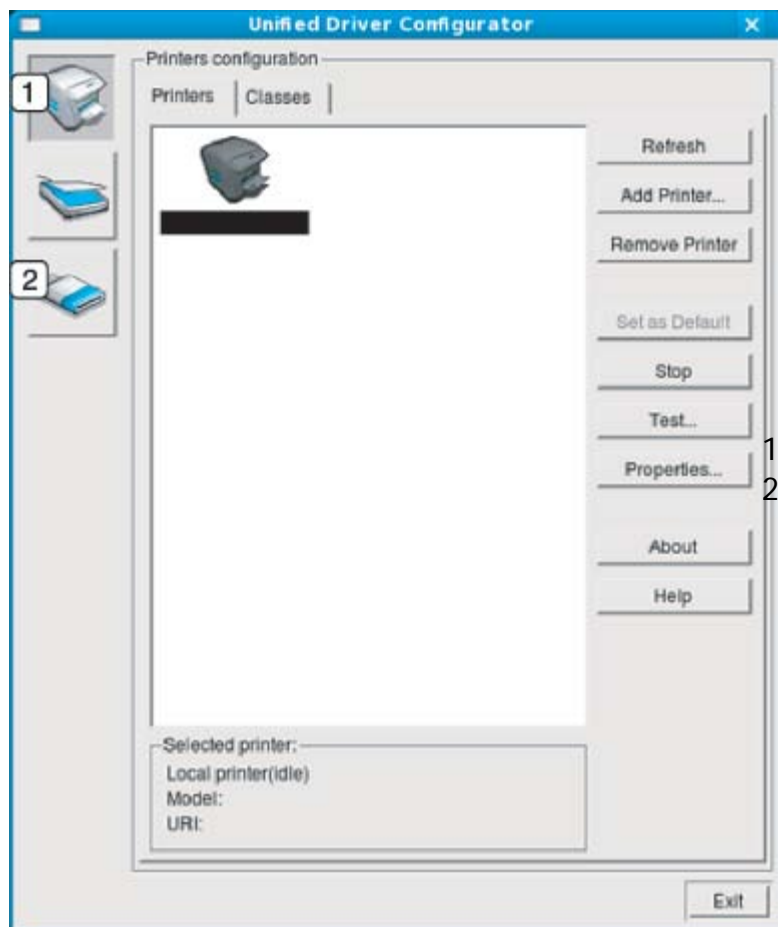 Unified Driver Configurator
Printers configuration
1
Printers Classes
Refresh
Add Printer...
Remove Printer
2
Set as Default
Stop
Test...
1
Properties...
2
About
Help
Selected printer:
Local printer(idle)
Model:
URI:
Exit